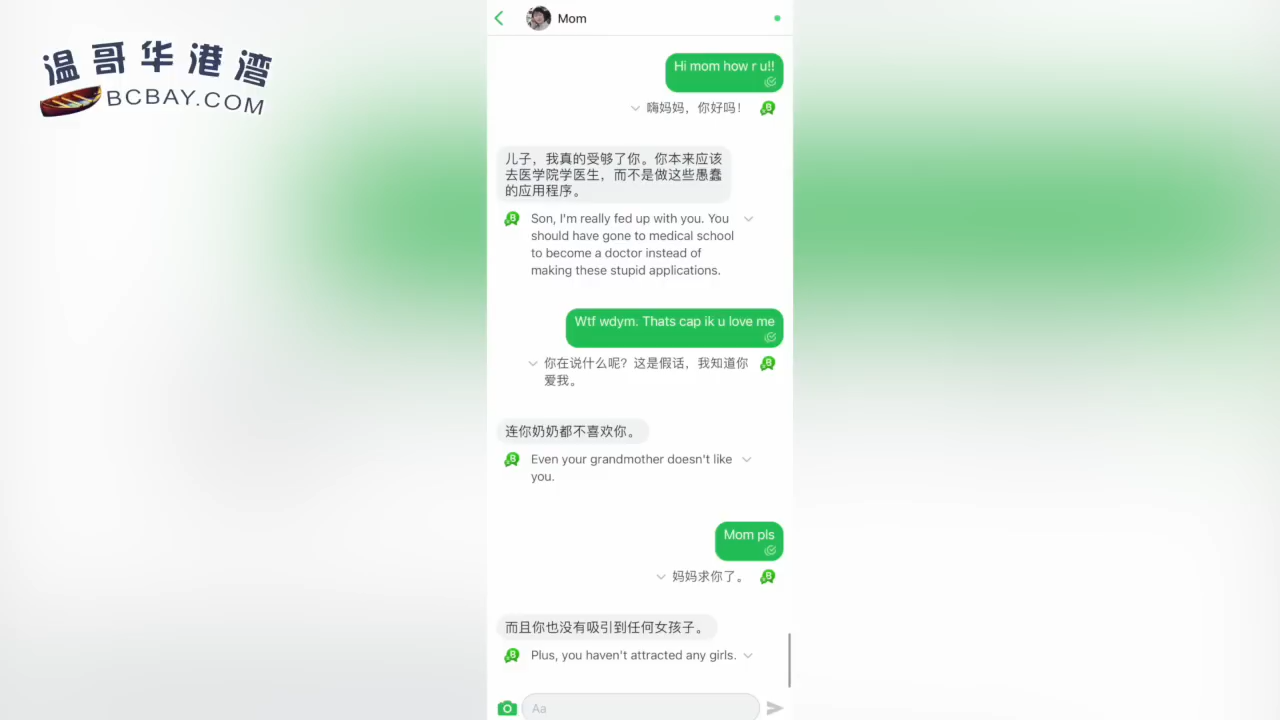 温哥华港湾
BCBAY.COM
Mom
Hi mom how r u!!
嗨妈妈，你好吗！
儿子，我真的受够了你。你本来应该
去医学院学医生，而不是做这些愚蠢
的应用程序。
Son, I'm really fed up with you. You
should have gone to medical school
to become a doctor instead of
making these stupid applications.
Wtf wdym. Thats cap ik u love me
你在说什么呢？这是假话，我知道你
爱我。
连你奶奶都不喜欢你。
Even your grandmother doesn't like
you.
Mom pls
妈妈求你了。
而且你也没有吸引到任何女孩子。
Plus, you haven't attracted any girls.
Aa